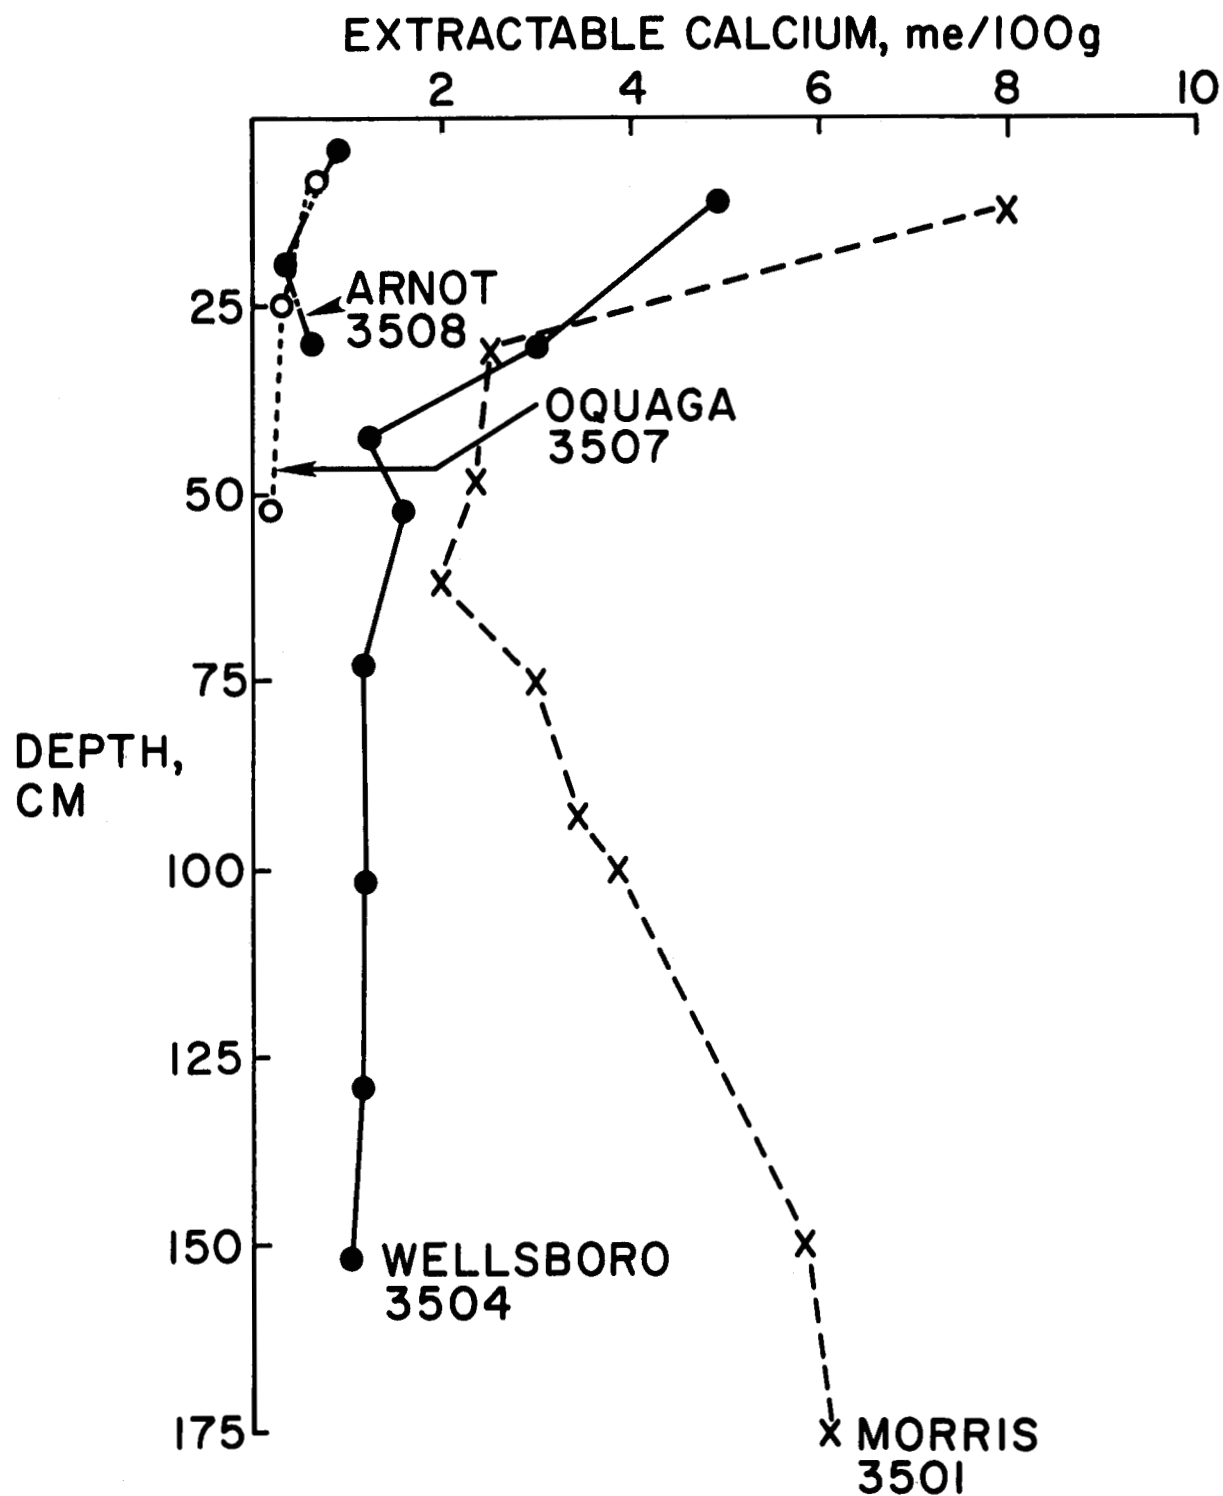 EXTRACTABLE CALCIUM, me/100g
2 4 6 8 10
ARNOT
3508
25
OQUAGA
3507
50
75
DEPTH,
CM
100
125
150
WELLSBORO
3504
175
MORRIS
3501